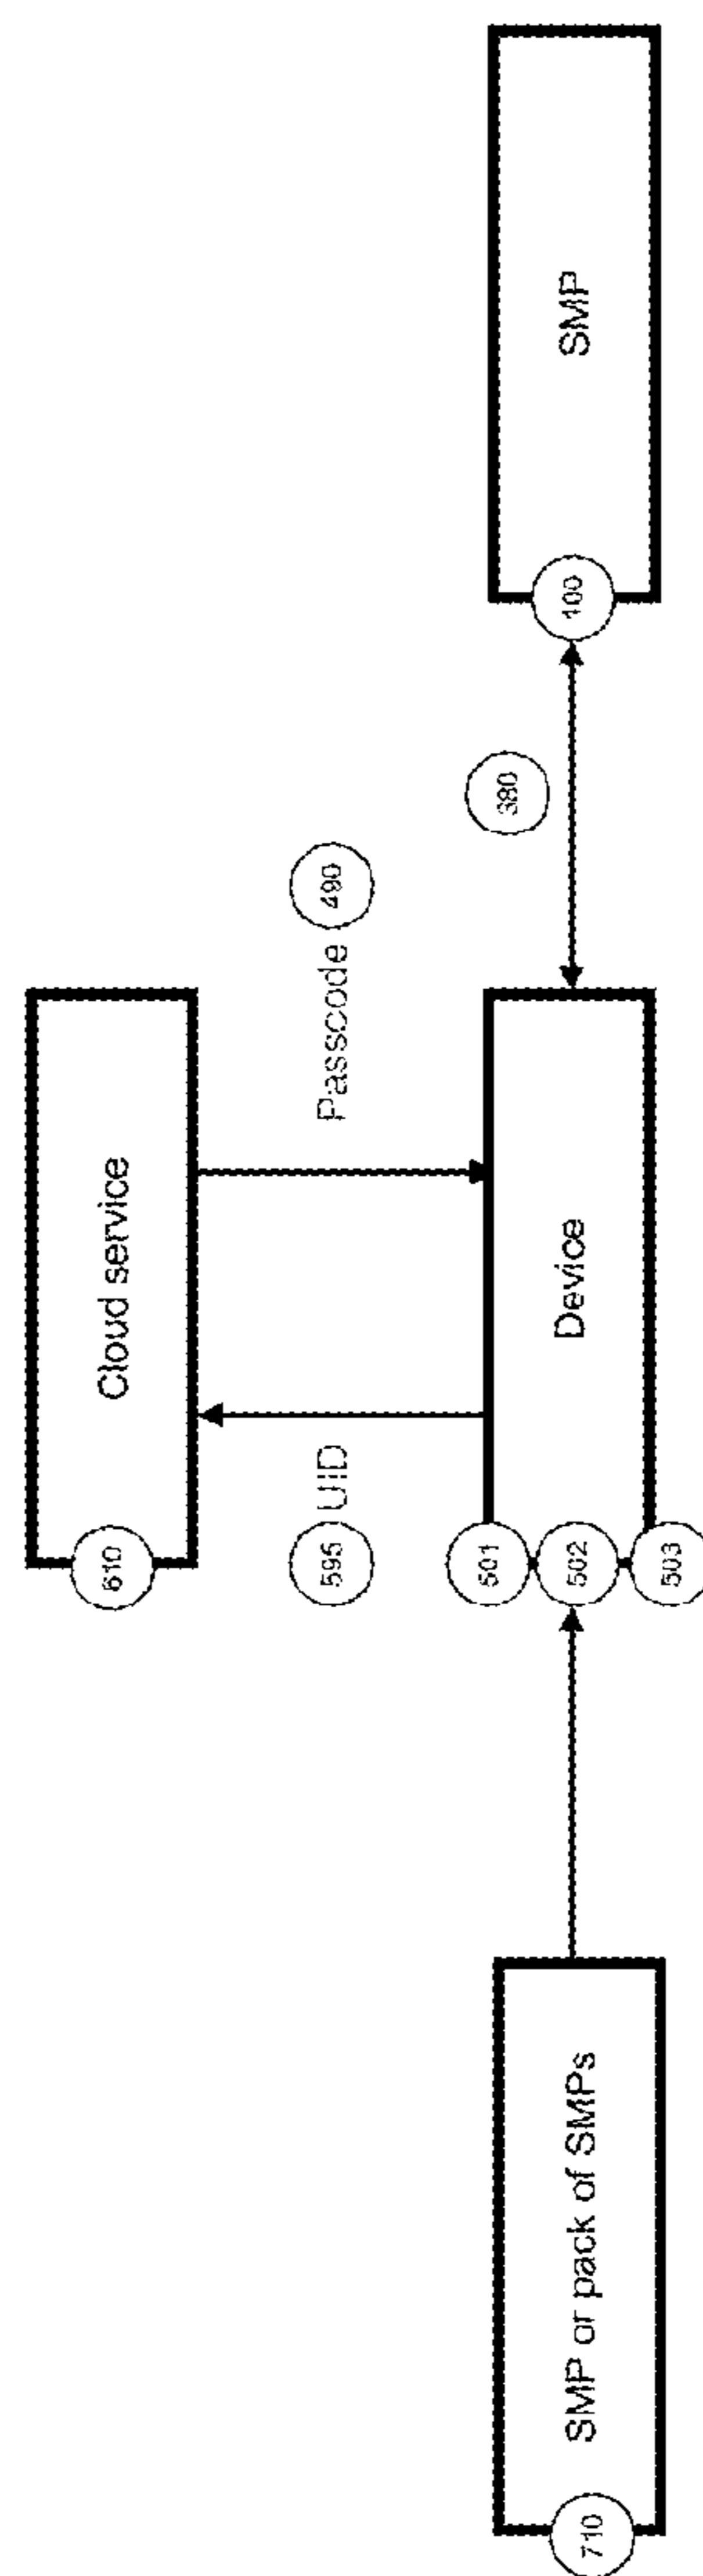 610
Cloud service
595 UID
Passcode 490
501
502
503
Device
380
100
SMP
710
SMP or pack of SMPs